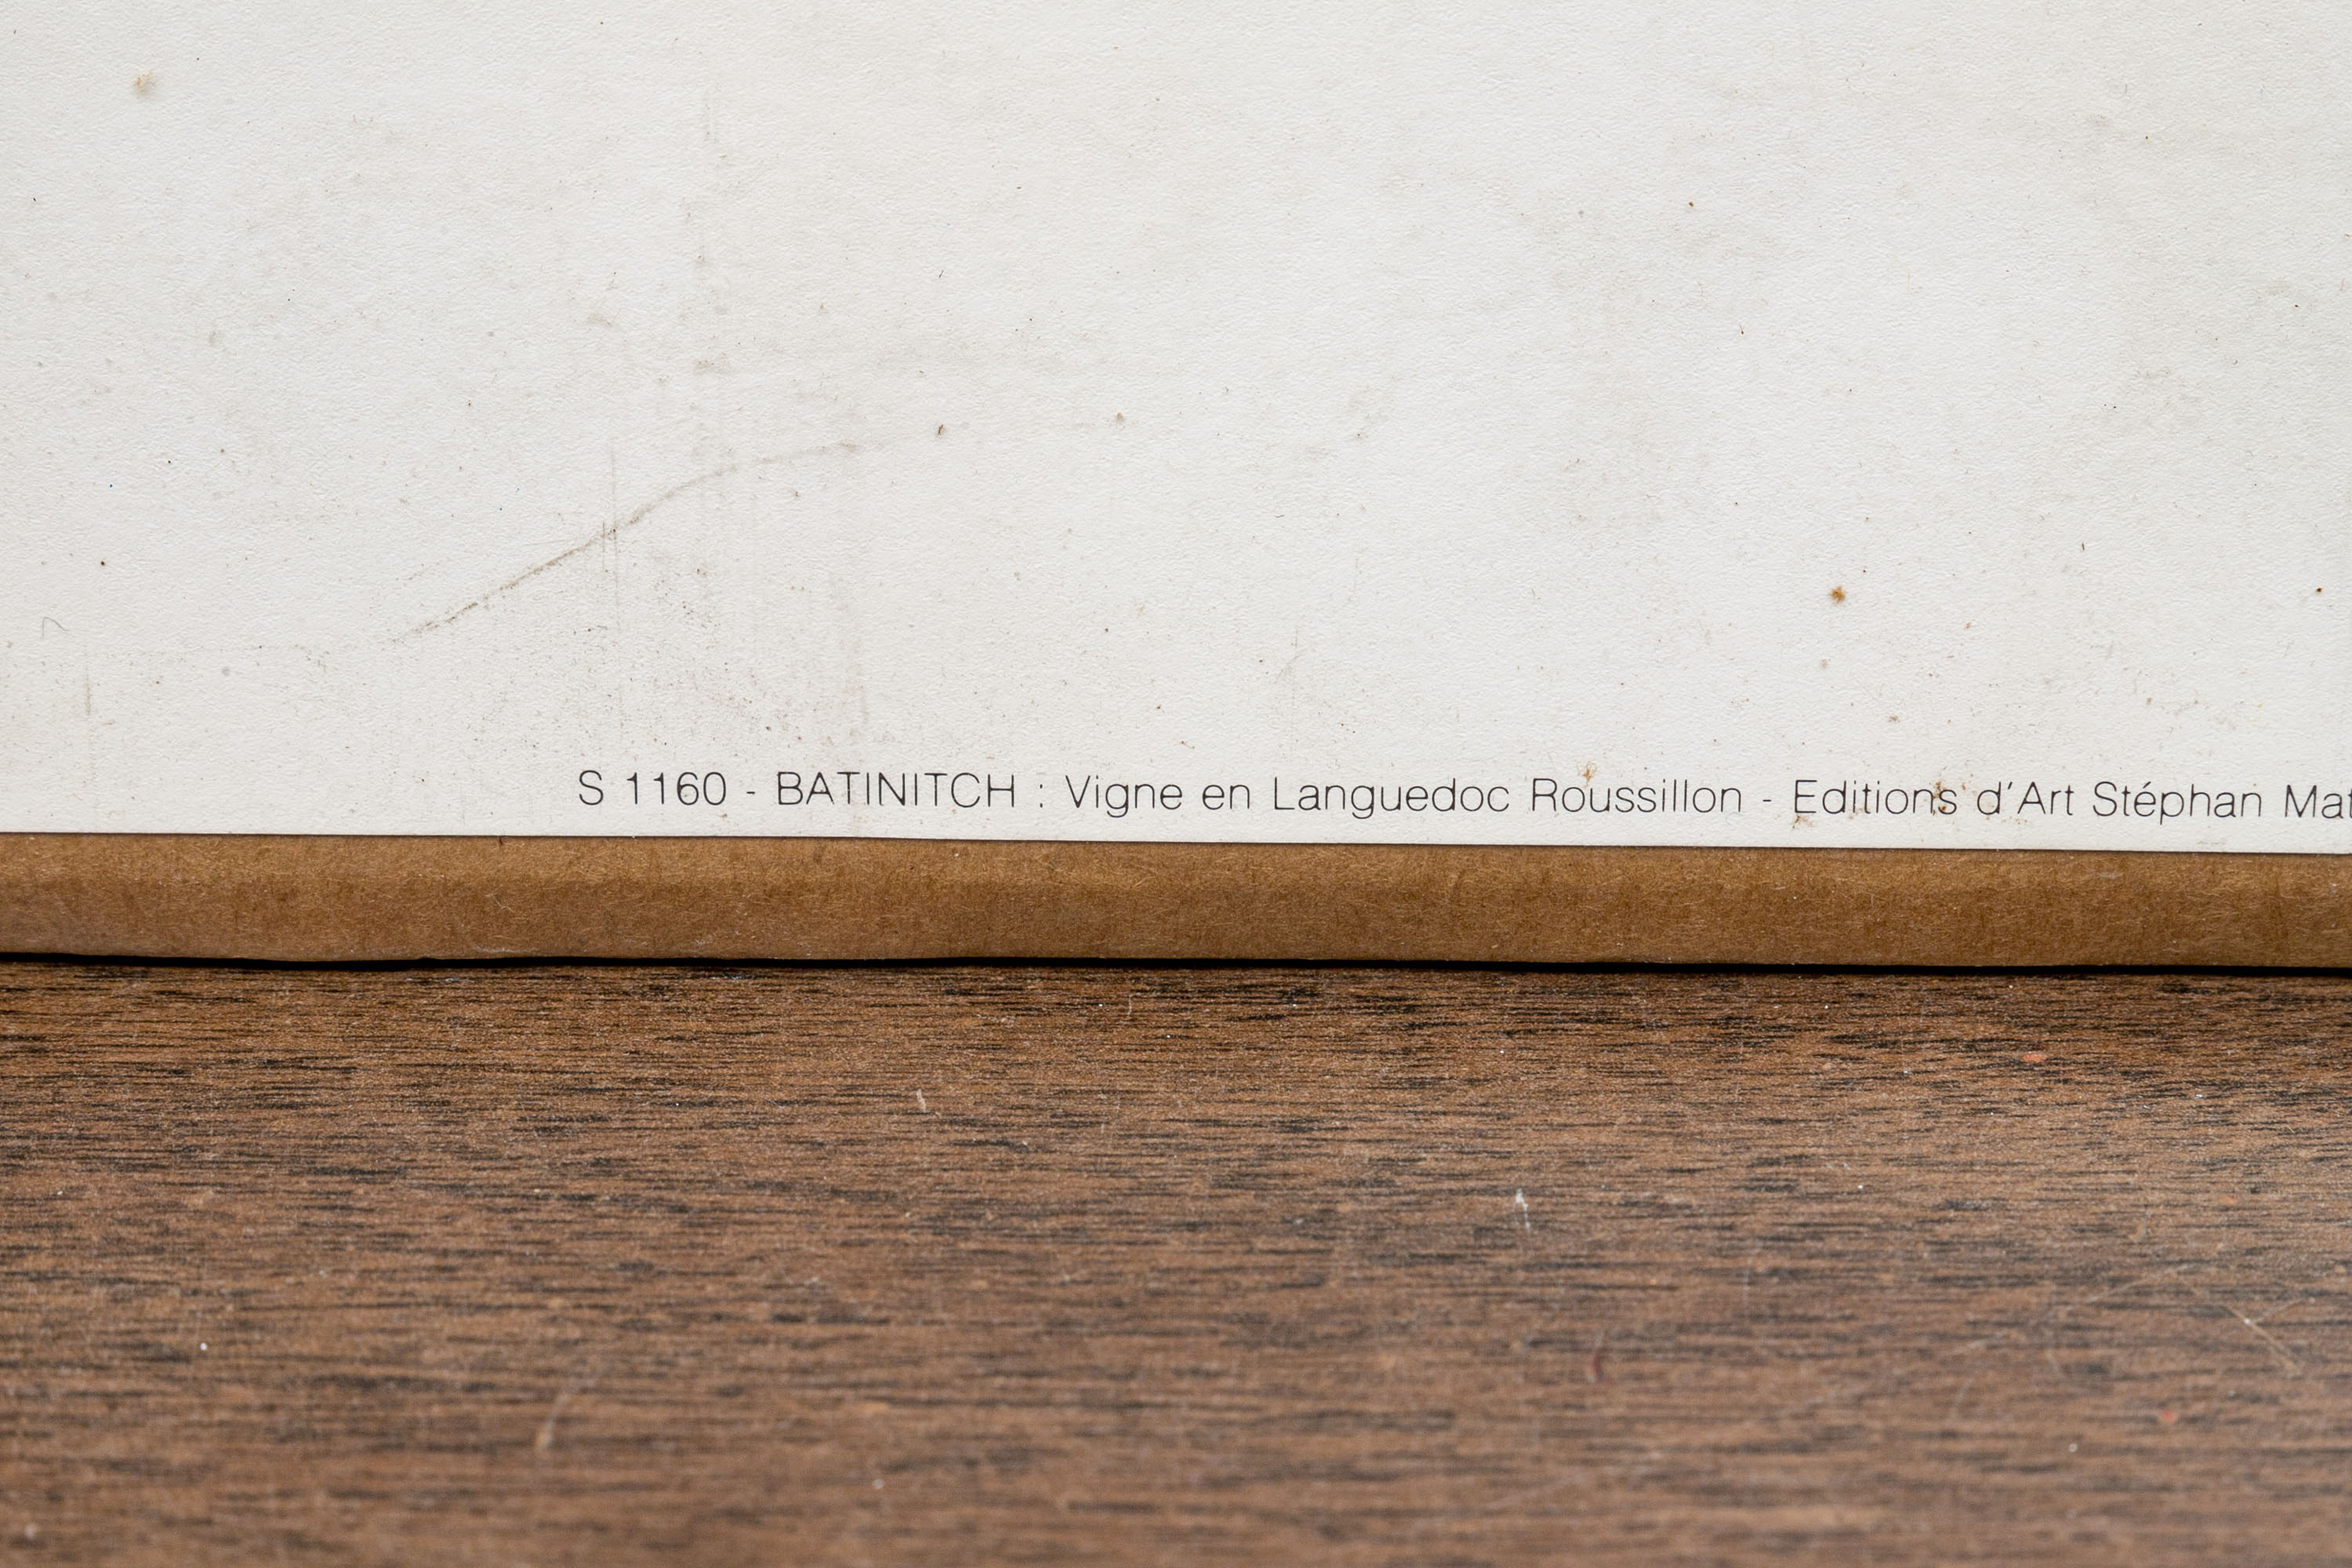 S 1160 - BATINITCH : Vigne en Languedoc Roussillon - Editions d'Art Stéphan